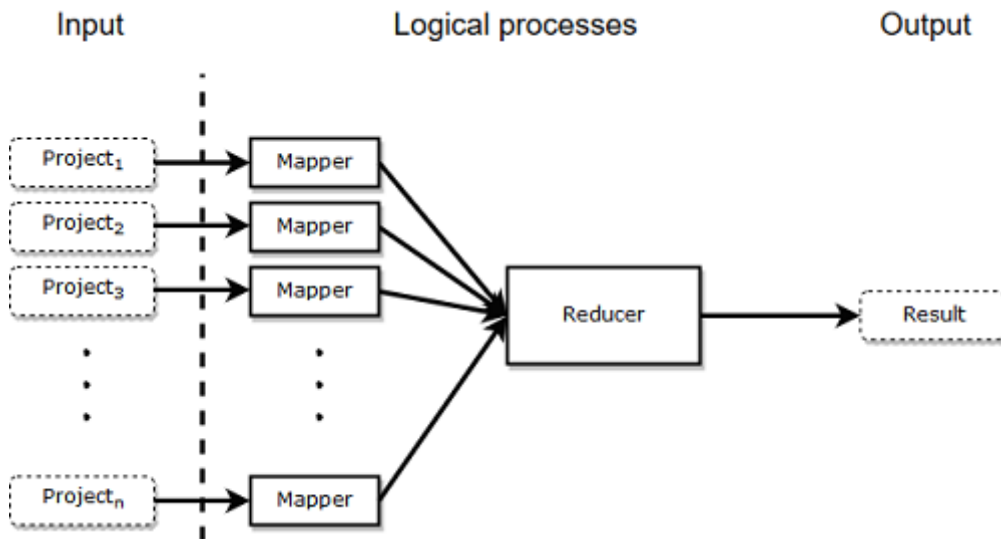 Input
Logical processes
Output
Project₁
Mapper
Project₂
Mapper
Project₃
Mapper
Reducer
Result
Projectₙ
Mapper